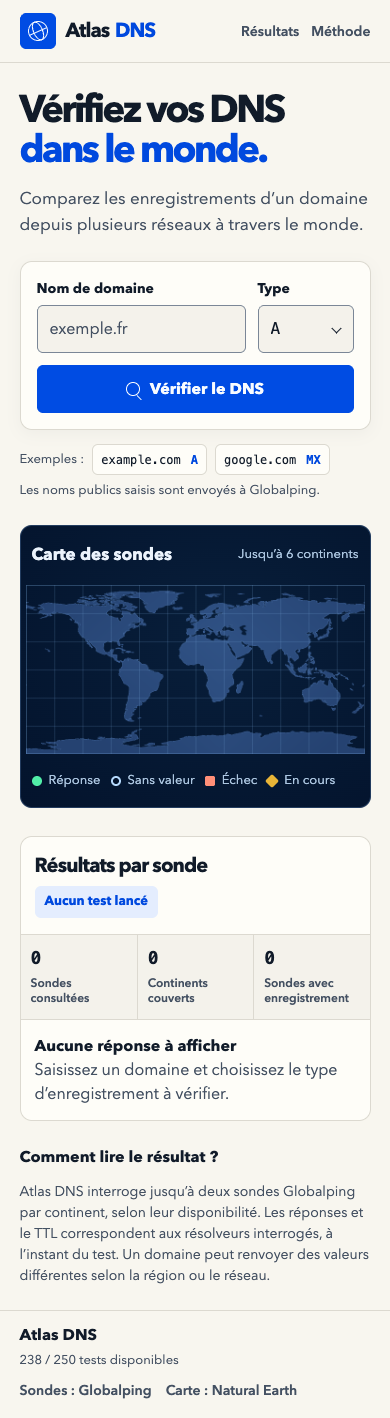 Atlas DNS
Résultats Méthode
Vérifiez vos DNS
dans le monde.
Comparez les enregistrements d’un domaine
depuis plusieurs réseaux à travers le monde.
Nom de domaine Type
exemple.fr A
Vérifier le DNS
Exemples : example.com A google.com MX
Les noms publics saisis sont envoyés à Globalping.
Carte des sondes Jusqu’à 6 continents
Réponse Sans valeur Échec En cours
Résultats par sonde
Aucun test lancé
0 0 0
Sondes consultées Continents couverts Sondes avec enregistrement
Aucune réponse à afficher
Saisissez un domaine et choisissez le type
d’enregistrement à vérifier.
Comment lire le résultat ?
Atlas DNS interroge jusqu’à deux sondes Globalping
par continent, selon leur disponibilité. Les réponses et
le TTL correspondent aux résolveurs interrogés, à
l’instant du test. Un domaine peut renvoyer des valeurs
différentes selon la région ou le réseau.
Atlas DNS
238 / 250 tests disponibles
Sondes : Globalping Carte : Natural Earth